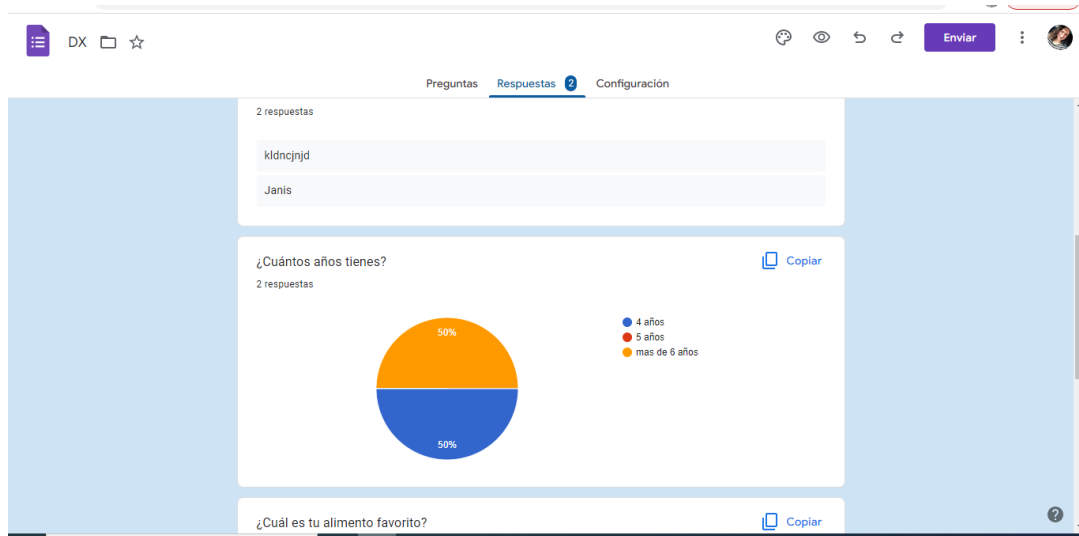 DX
Enviar
Preguntas Respuestas 2 Configuración
2 respuestas
kldncjnjd
Janis
¿Cuántos años tienes?
Copiar
2 respuestas
50%
50%
4 años
5 años
mas de 6 años
¿Cuál es tu alimento favorito?
Copiar